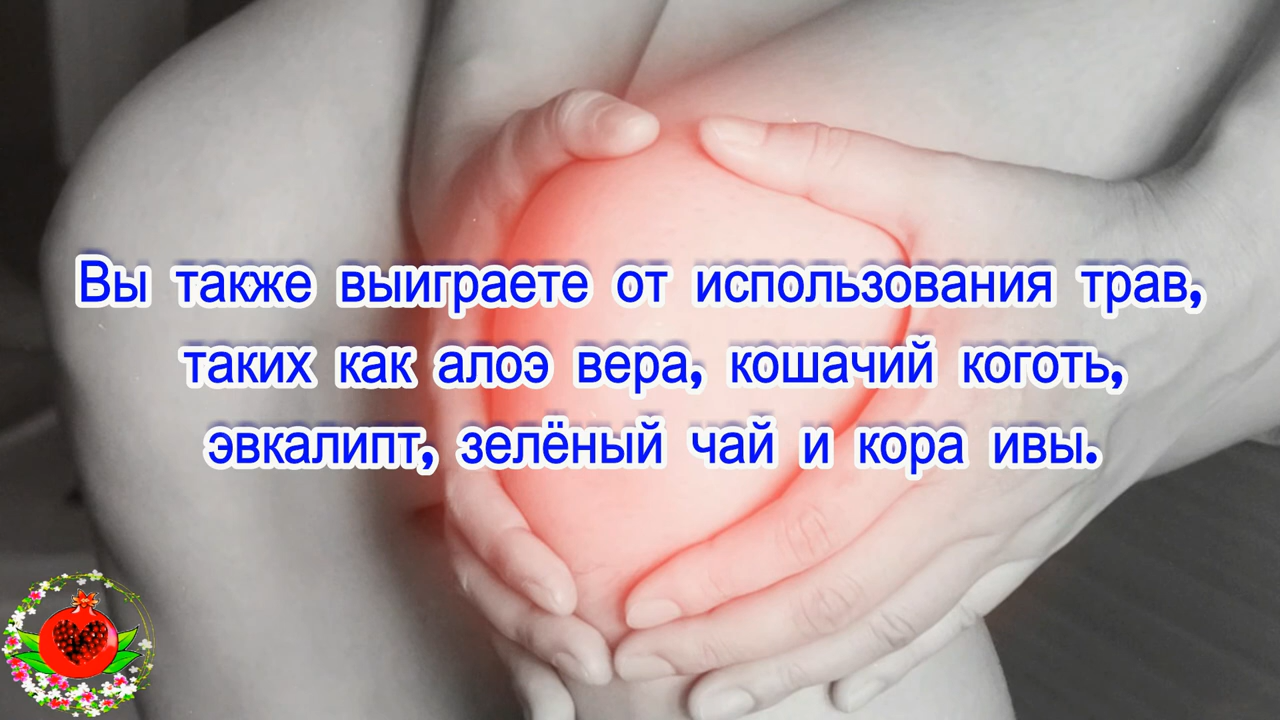 Вы также выиграете от использования трав,
таких как алоэ вера, кошачий коготь,
эвкалипт, зелёный чай и кора ивы.